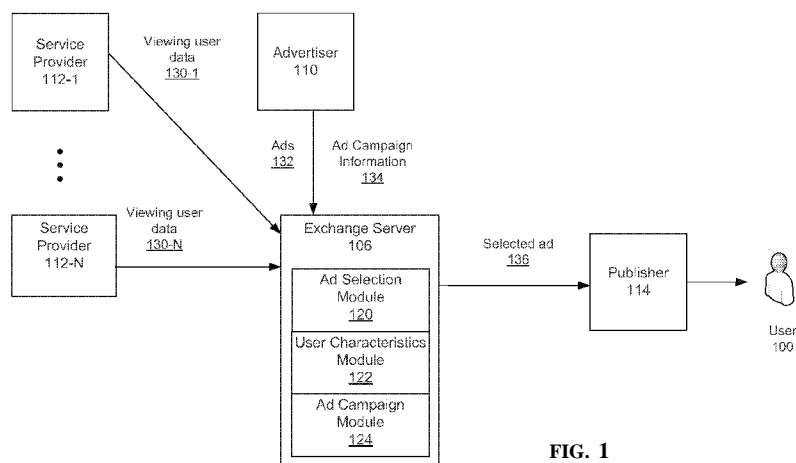 Service
Provider
112-1
Viewing user
data
130-1
Advertiser
110
Ads
132
Ad Campaign
Information
134
Service
Provider
112-N
Viewing user
data
130-N
Exchange Server
106
Ad Selection
Module
120
User Characteristics
Module
122
Ad Campaign
Module
124
Selected ad
136
Publisher
114
User
100
FIG. 1